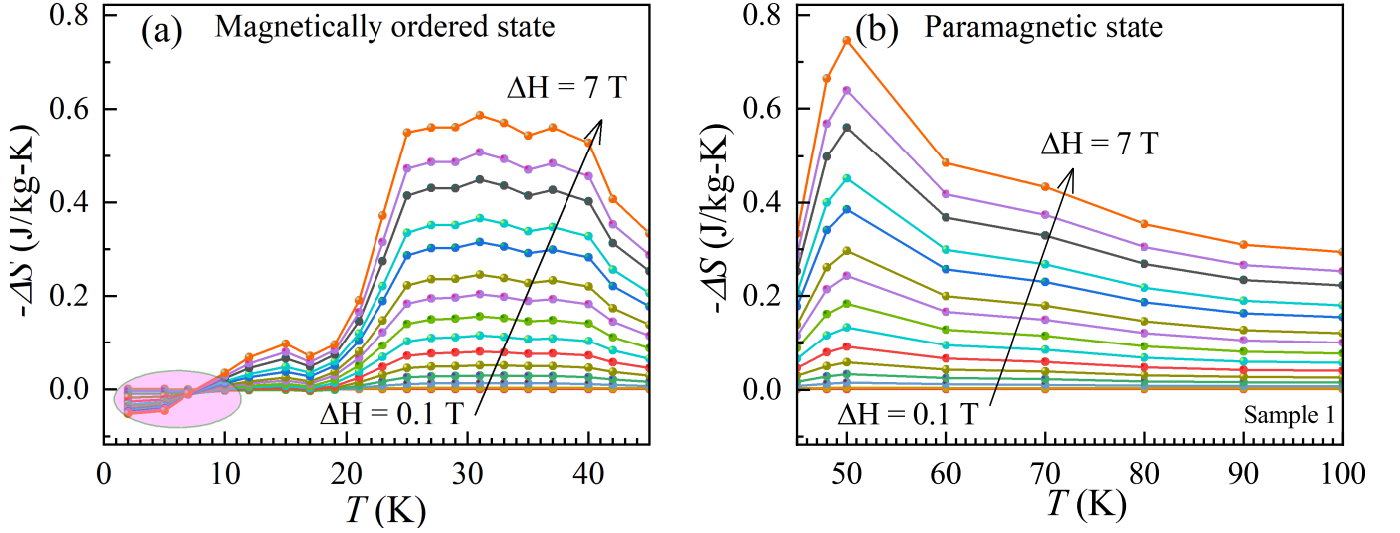 (a) Magnetically ordered state
0.8
0.6
0.4
0.2
0.0
-ΔS (J/kg-K)
ΔH = 7 T
ΔH = 0.1 T
0 10 20 30 40
T (K)
(b) Paramagnetic state
0.8
0.6
0.4
0.2
0.0
-ΔS (J/kg-K)
ΔH = 7 T
ΔH = 0.1 T
Sample 1
50 60 70 80 90 100
T (K)